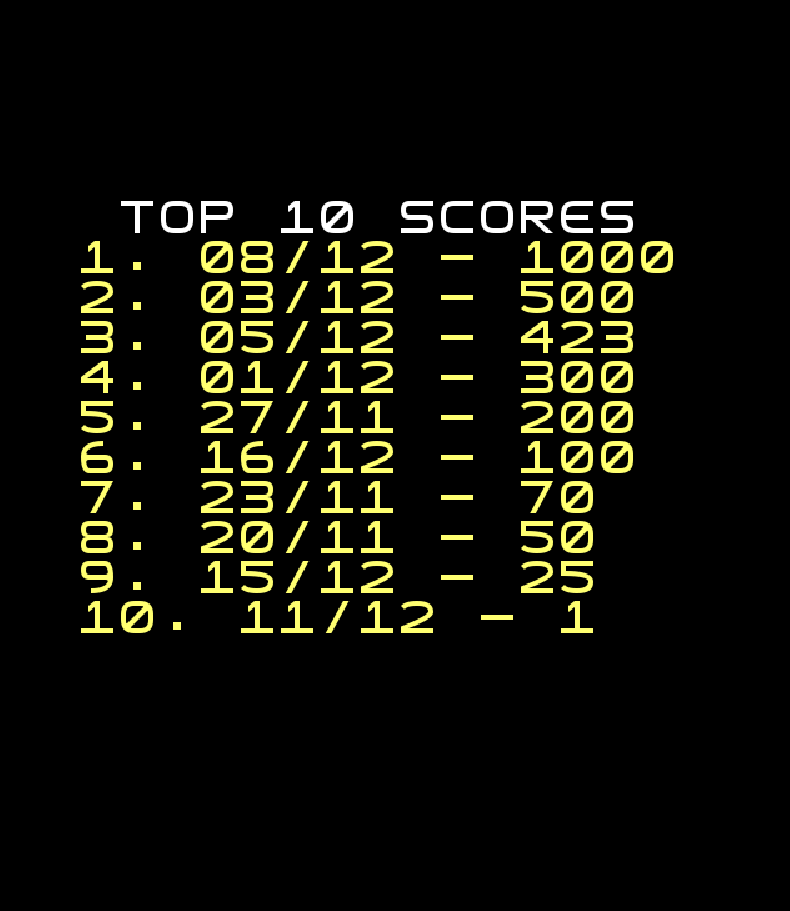 TOP 10 SCORES
1. 08/12 - 1000
2. 03/12 - 500
3. 05/12 - 423
4. 01/12 - 300
5. 27/11 - 200
6. 16/12 - 100
7. 23/11 - 70
8. 20/11 - 50
9. 15/12 - 25
10. 11/12 - 1